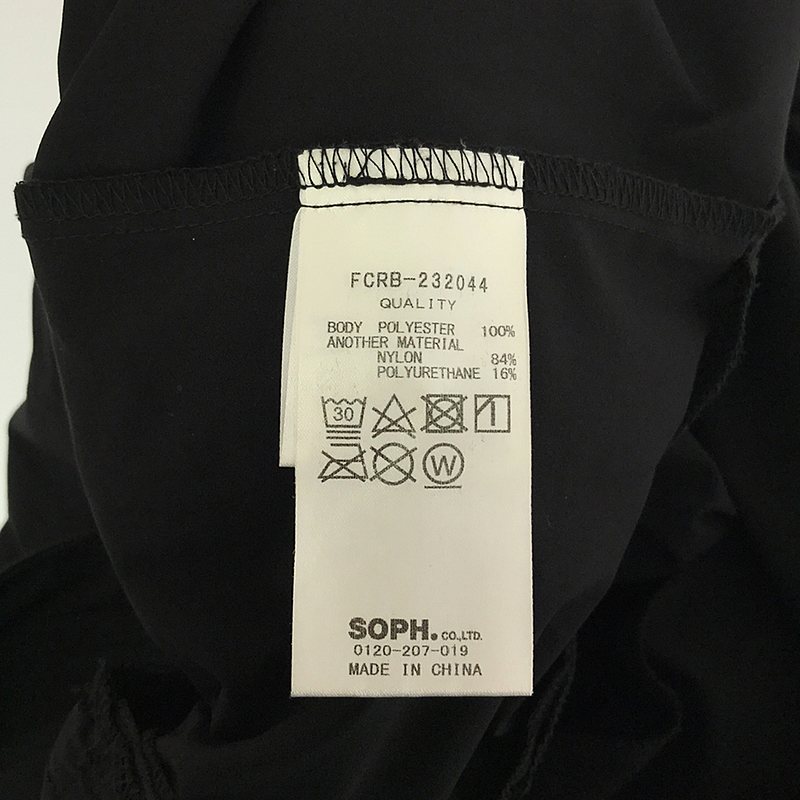 FCRB-232044
QUALITY
BODY POLYESTER 100%
ANOTHER MATERIAL
NYLON 84%
POLYURETHANE 16%
30
W
SOPH. CO.,LTD.
0120-207-019
MADE IN CHINA